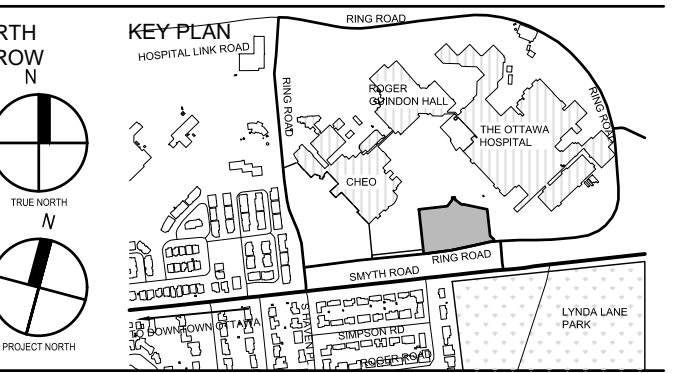 RTH
ROW
N
TRUE NORTH
N
PROJECT NORTH
KEY PLAN
HOSPITAL LINK ROAD
RING ROAD
RING ROAD
ROGER
GUINDON HALL
RING ROAD
THE OTTAWA
HOSPITAL
CHEO
RING ROAD
SMYTH ROAD
LYNDA LANE
PARK
TO DOWNTOWN OTTAWA
SIMPSON RD
ROGER ROAD